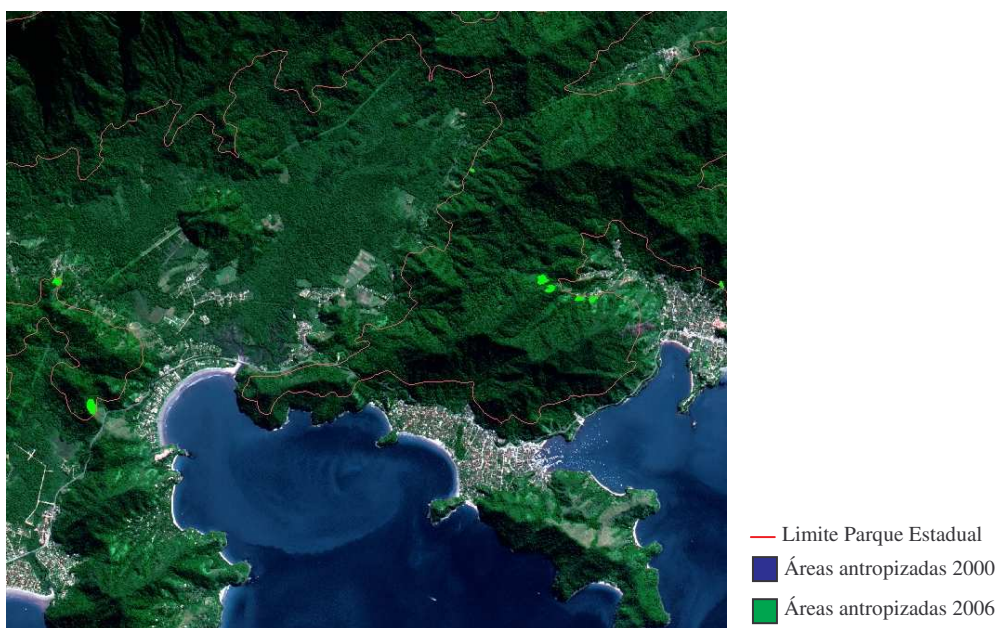 Limite Parque Estadual
Áreas antropizadas 2000
Áreas antropizadas 2006